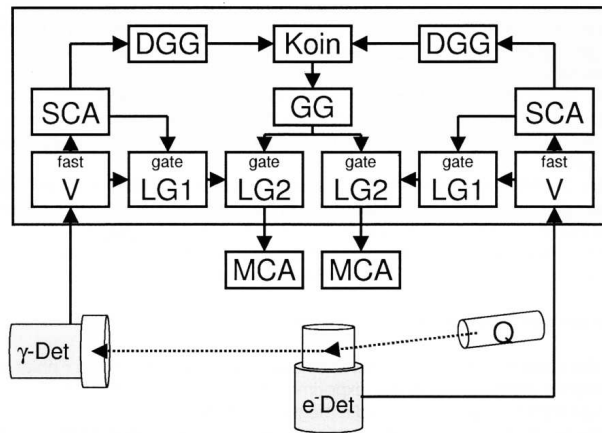 DGG
Koin
DGG
SCA
GG
SCA
fast
V
gate
LG1
gate
LG2
gate
LG2
gate
LG1
fast
V
MCA
MCA
γ-Det
e⁻Det
Q